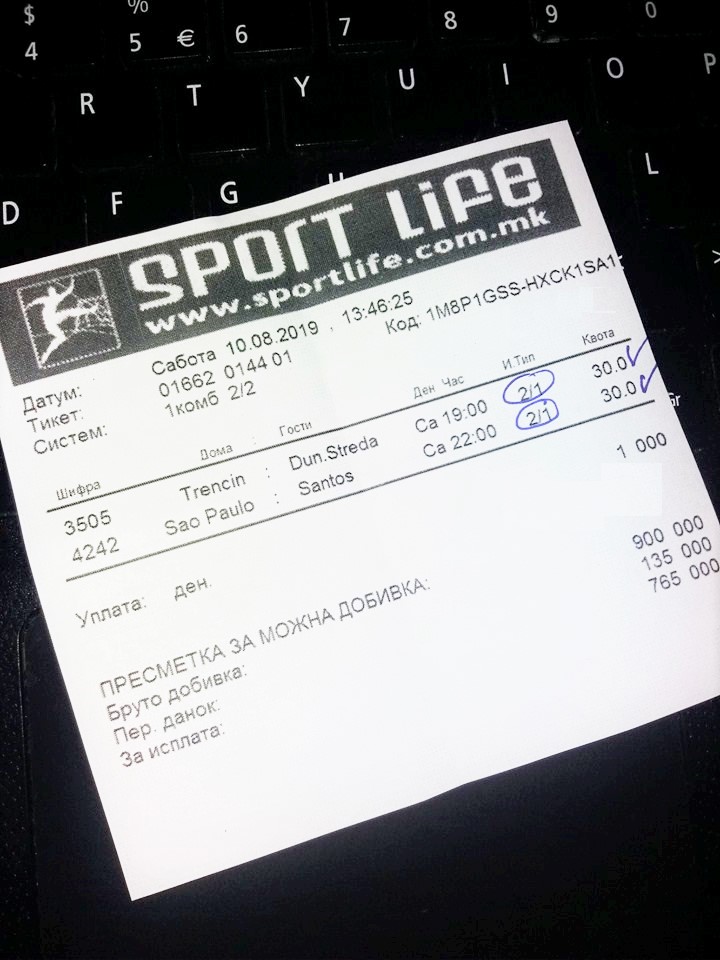 $ % 9 0
4 5 € 6 7 8
R T Y U I O P
D F G L
SPORT LIFE
www.sportlife.com.mk
Датум: Сабота 10.08.2019 , 13:46:25
Тикет: 01662 0144 01 Код: 1M8P1GSS-HXCK1SA1
Систем: 1комб 2/2
Шифра Дома : Гости Ден Час И.Тип Квота
3505 Trencin : Dun.Streda Ca 19:00 2/1 30.0
4242 Sao Paulo : Santos Ca 22:00 2/1 30.0
Уплата: ден. 1 000
ПРЕСМЕТКА ЗА МОЖНА ДОБИВКА:
Бруто добивка: 900 000
Пер. данок: 135 000
За исплата: 765 000